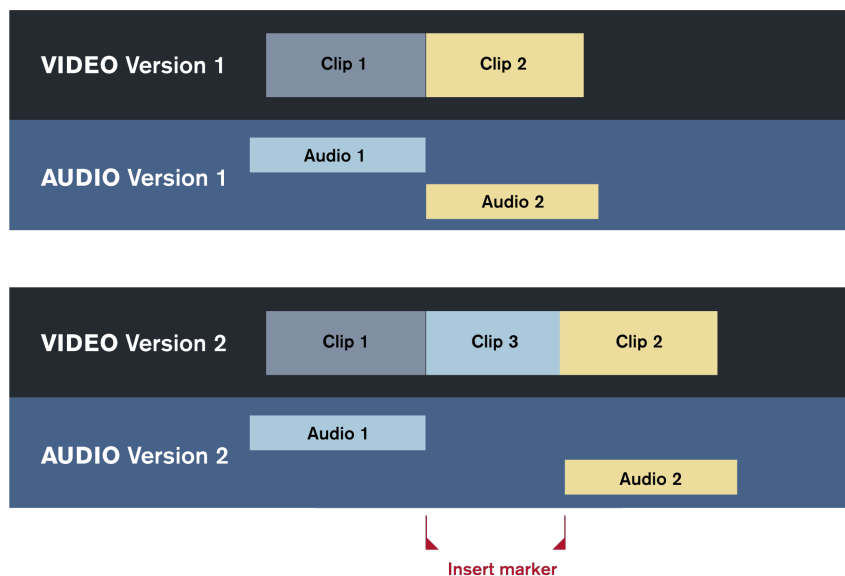 VIDEO Version 1
Clip 1
Clip 2
AUDIO Version 1
Audio 1
Audio 2
VIDEO Version 2
Clip 1
Clip 3
Clip 2
AUDIO Version 2
Audio 1
Audio 2
Insert marker